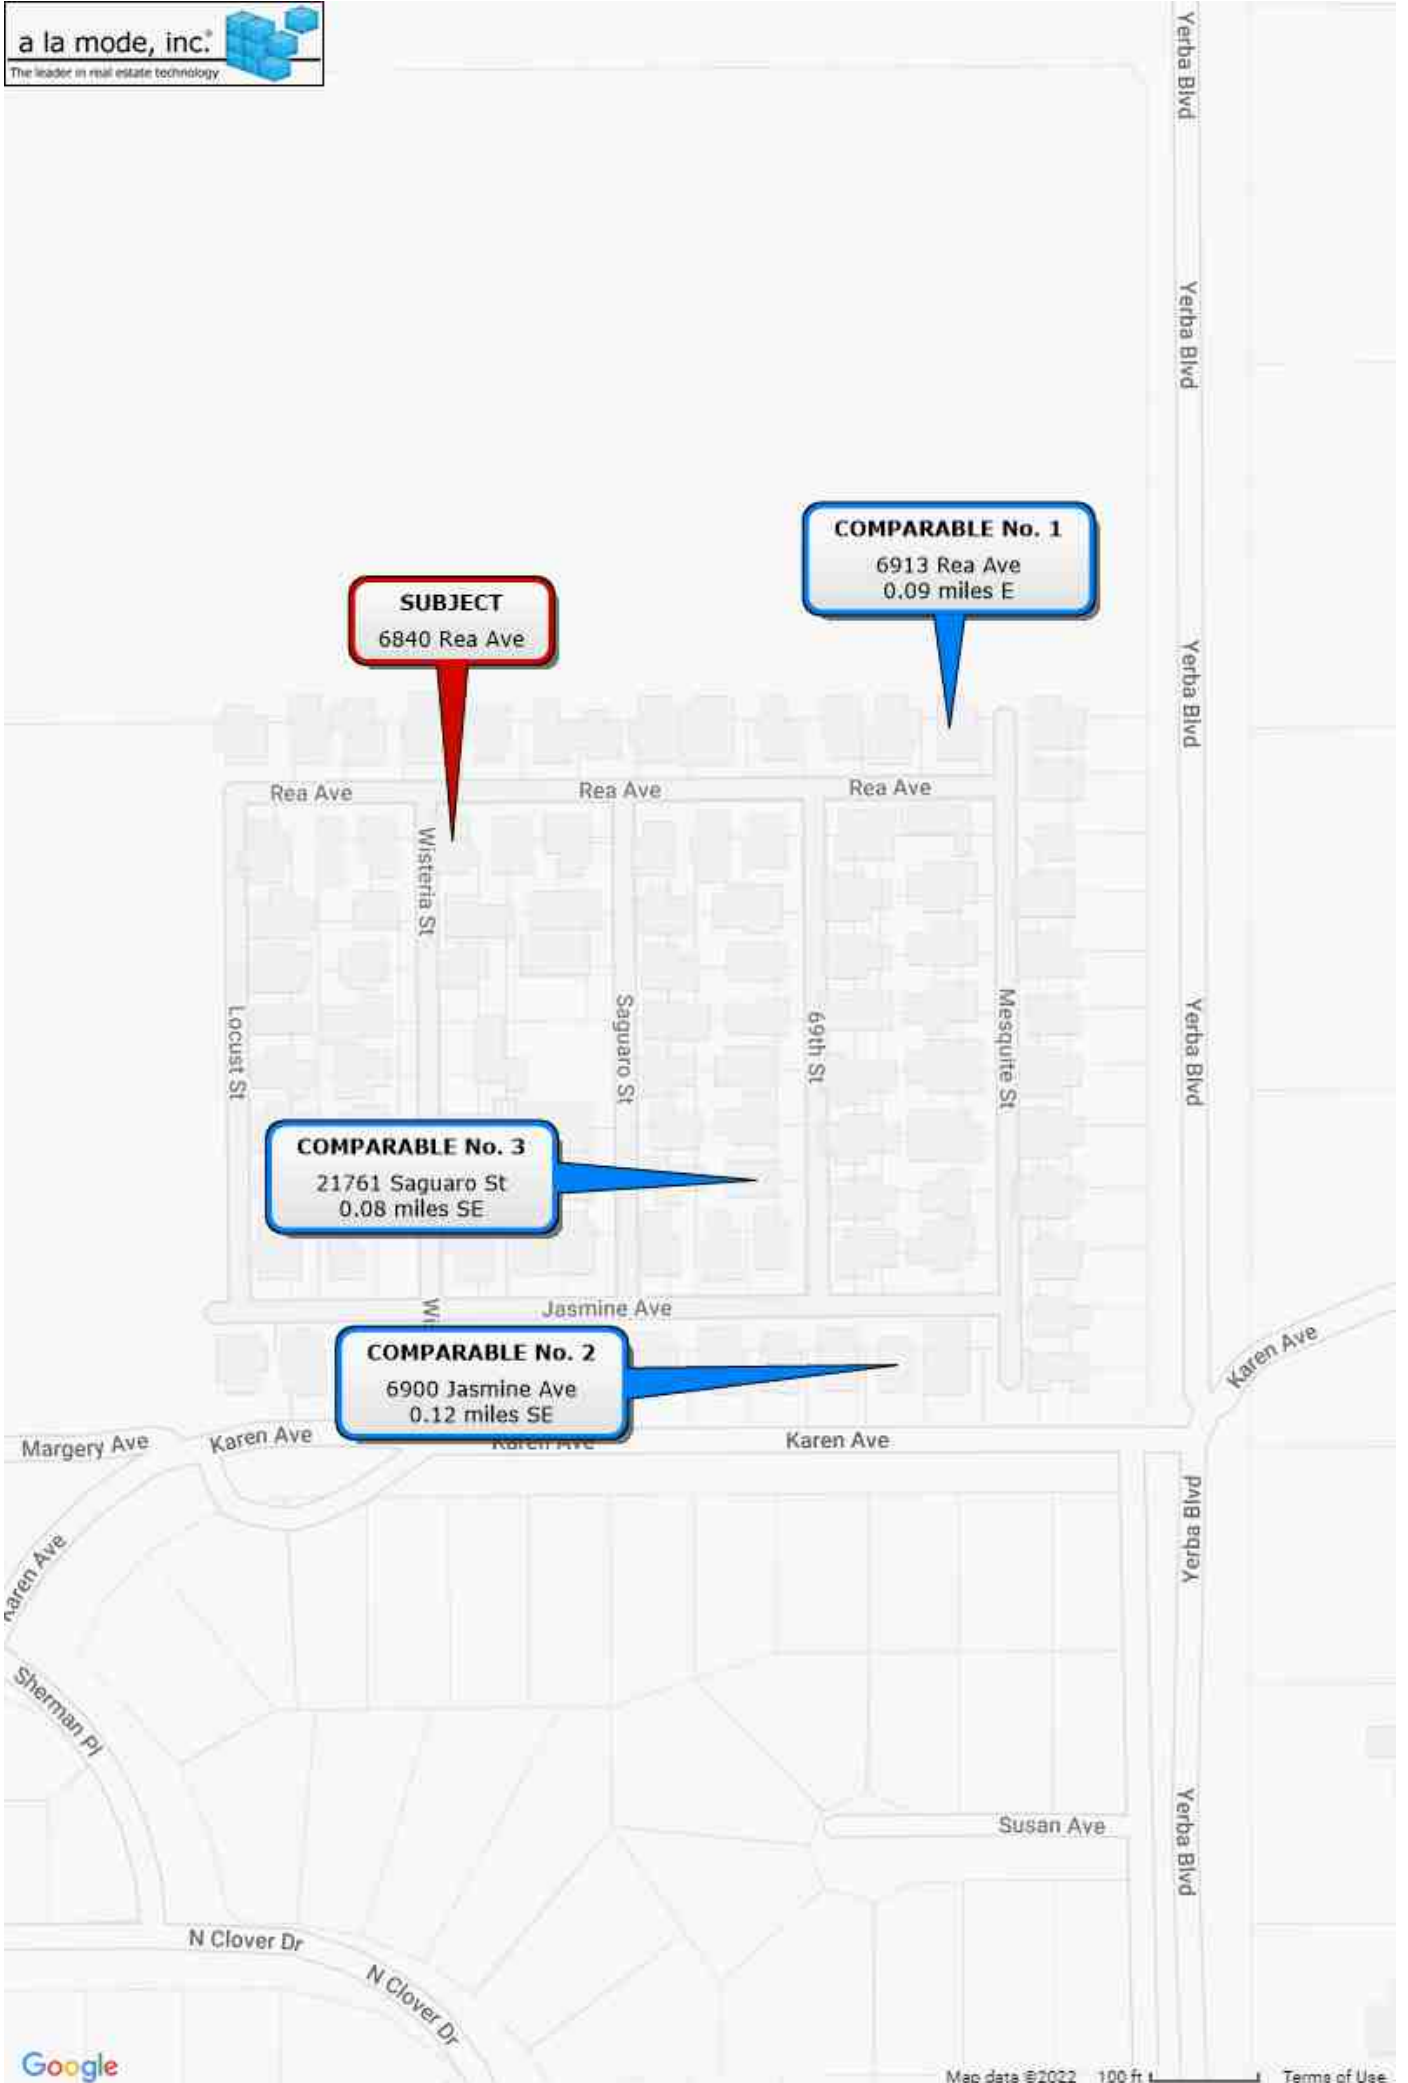 a la mode, inc.®
The leader in real estate technology
Yerba Blvd
Yerba Blvd
COMPARABLE No. 1
6913 Rea Ave
0.09 miles E
SUBJECT
6840 Rea Ave
Yerba Blvd
Rea Ave
Rea Ave
Rea Ave
Wisteria St
Locust St
Saguaro St
69th St
Mesquite St
Yerba Blvd
COMPARABLE No. 3
21761 Saguaro St
0.08 miles SE
Wi
Jasmine Ave
COMPARABLE No. 2
6900 Jasmine Ave
0.12 miles SE
Karen Ave
Margery Ave
Karen Ave
Karen Ave
Karen Ave
Yerba Blvd
Karen Ave
Sherman Pl
Susan Ave
Yerba Blvd
N Clover Dr
N Clover Dr
Google
Map data ©2022
100 ft
Terms of Use